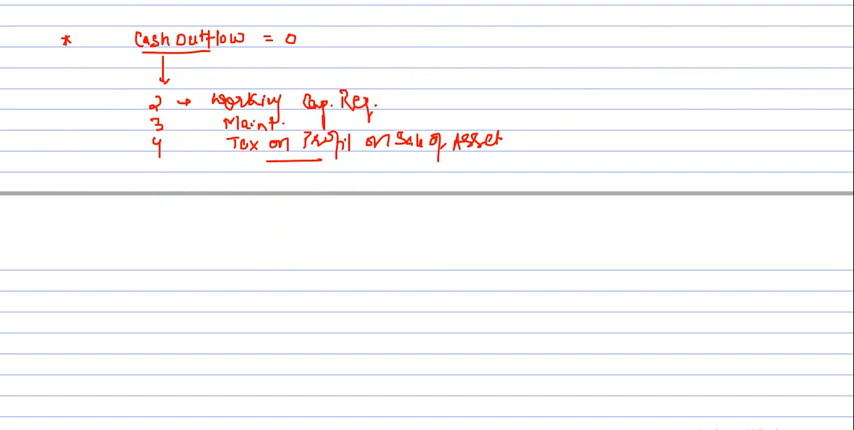 * Cash Outflow = 0
↓
2 → Working Cap. Req.
3 Maint.
4 Tax on Profit on Sale of Asset